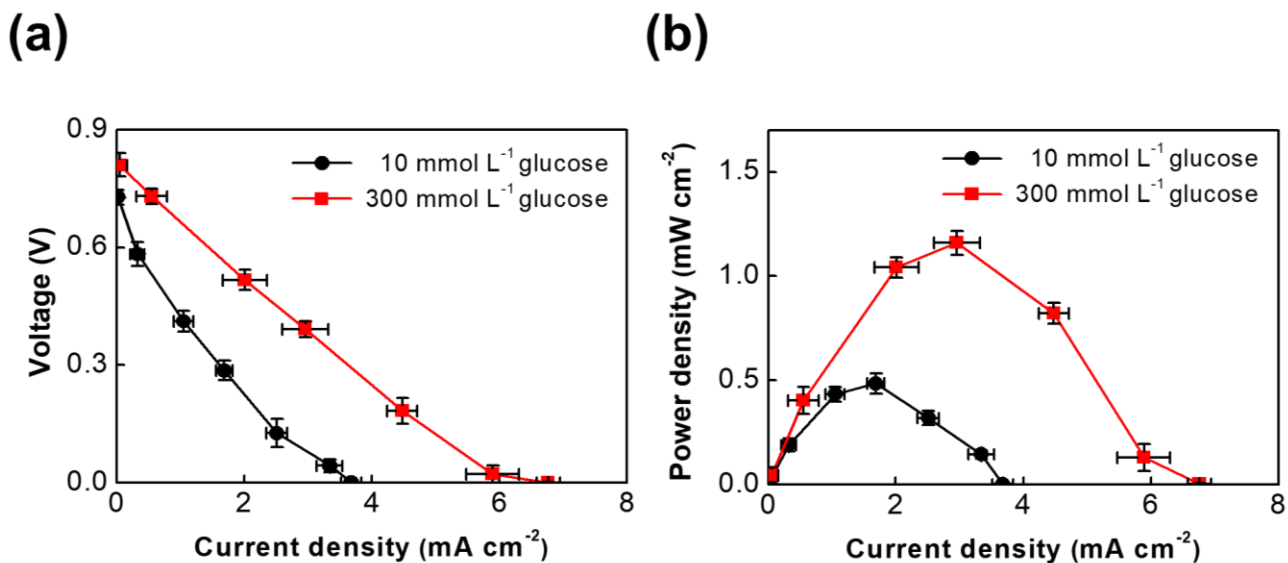 (a)
(b)
0.9
0.6
0.3
0.0
Voltage (V)
10 mmol L⁻¹ glucose
300 mmol L⁻¹ glucose
0 2 4 6 8
Current density (mA cm⁻²)
1.5
1.0
0.5
0.0
Power density (mW cm⁻²)
10 mmol L⁻¹ glucose
300 mmol L⁻¹ glucose
0 2 4 6 8
Current density (mA cm⁻²)